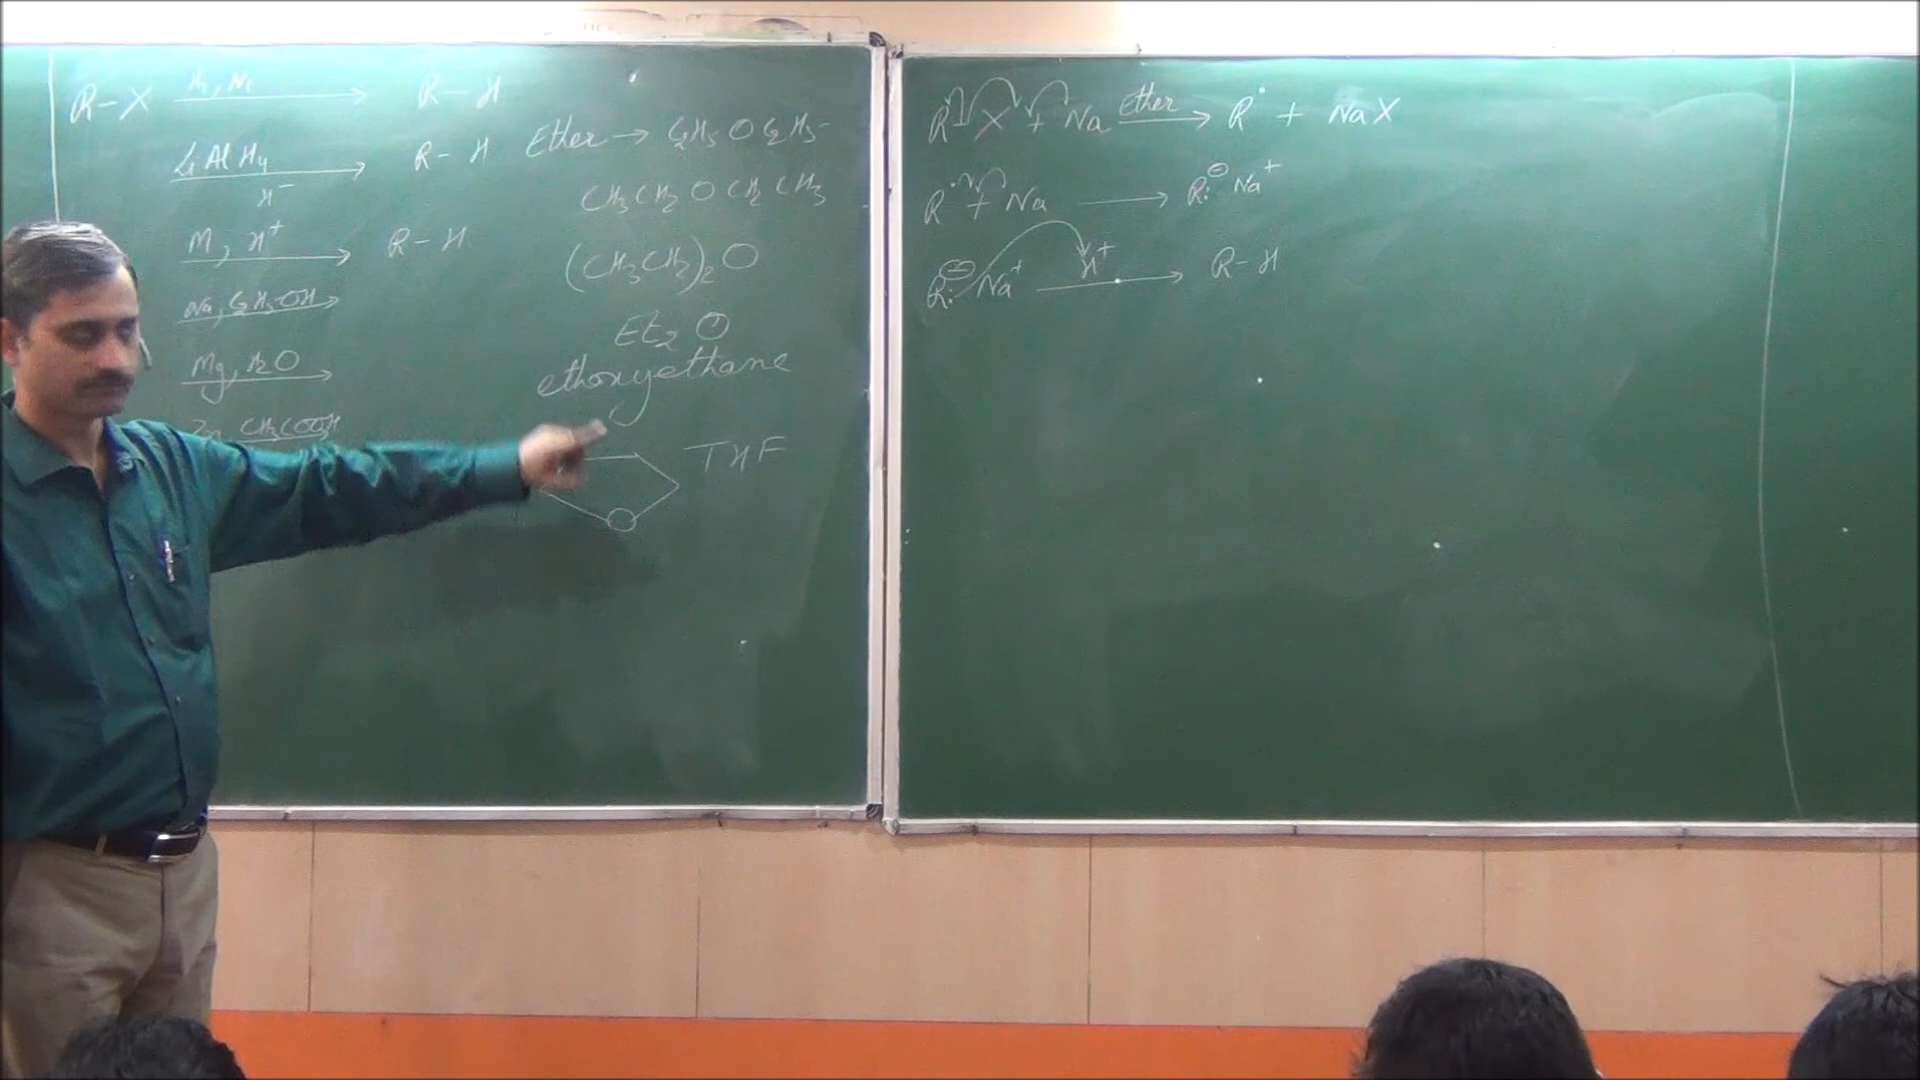 R-X H2, Ni → R-H
LiAlH4 H⁻ → R-H
M, H⁺ → R-H
Na, C2H5OH →
Mg, H2O →
Zn, CH3COOH
Ether → C2H5OC2H5
CH3CH2OCH2CH3
(CH3CH2)2O
Et2O
ethoxyethane
THF
O
R-X + Na Ether → R• + NaX
R• + Na → R:⊖ Na⁺
R:⊖ Na⁺ H⁺ → R-H